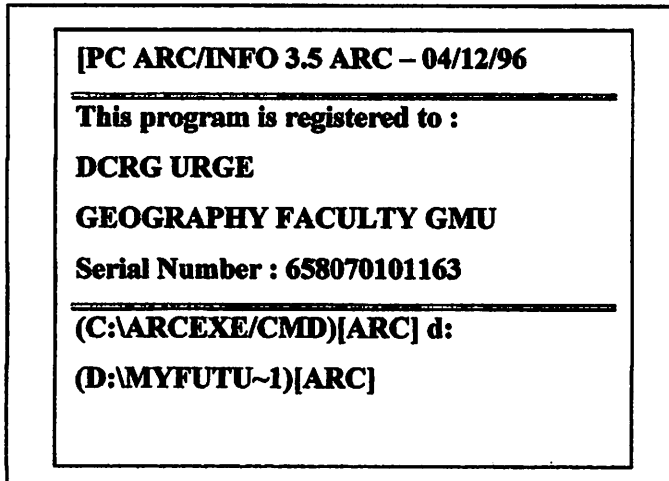 [PC ARC/INFO 3.5 ARC – 04/12/96
This program is registered to :
DCRG URGE
GEOGRAPHY FACULTY GMU
Serial Number : 658070101163
(C:\ARCEXE/CMD)[ARC] d:
(D:\MYFUTU~1)[ARC]